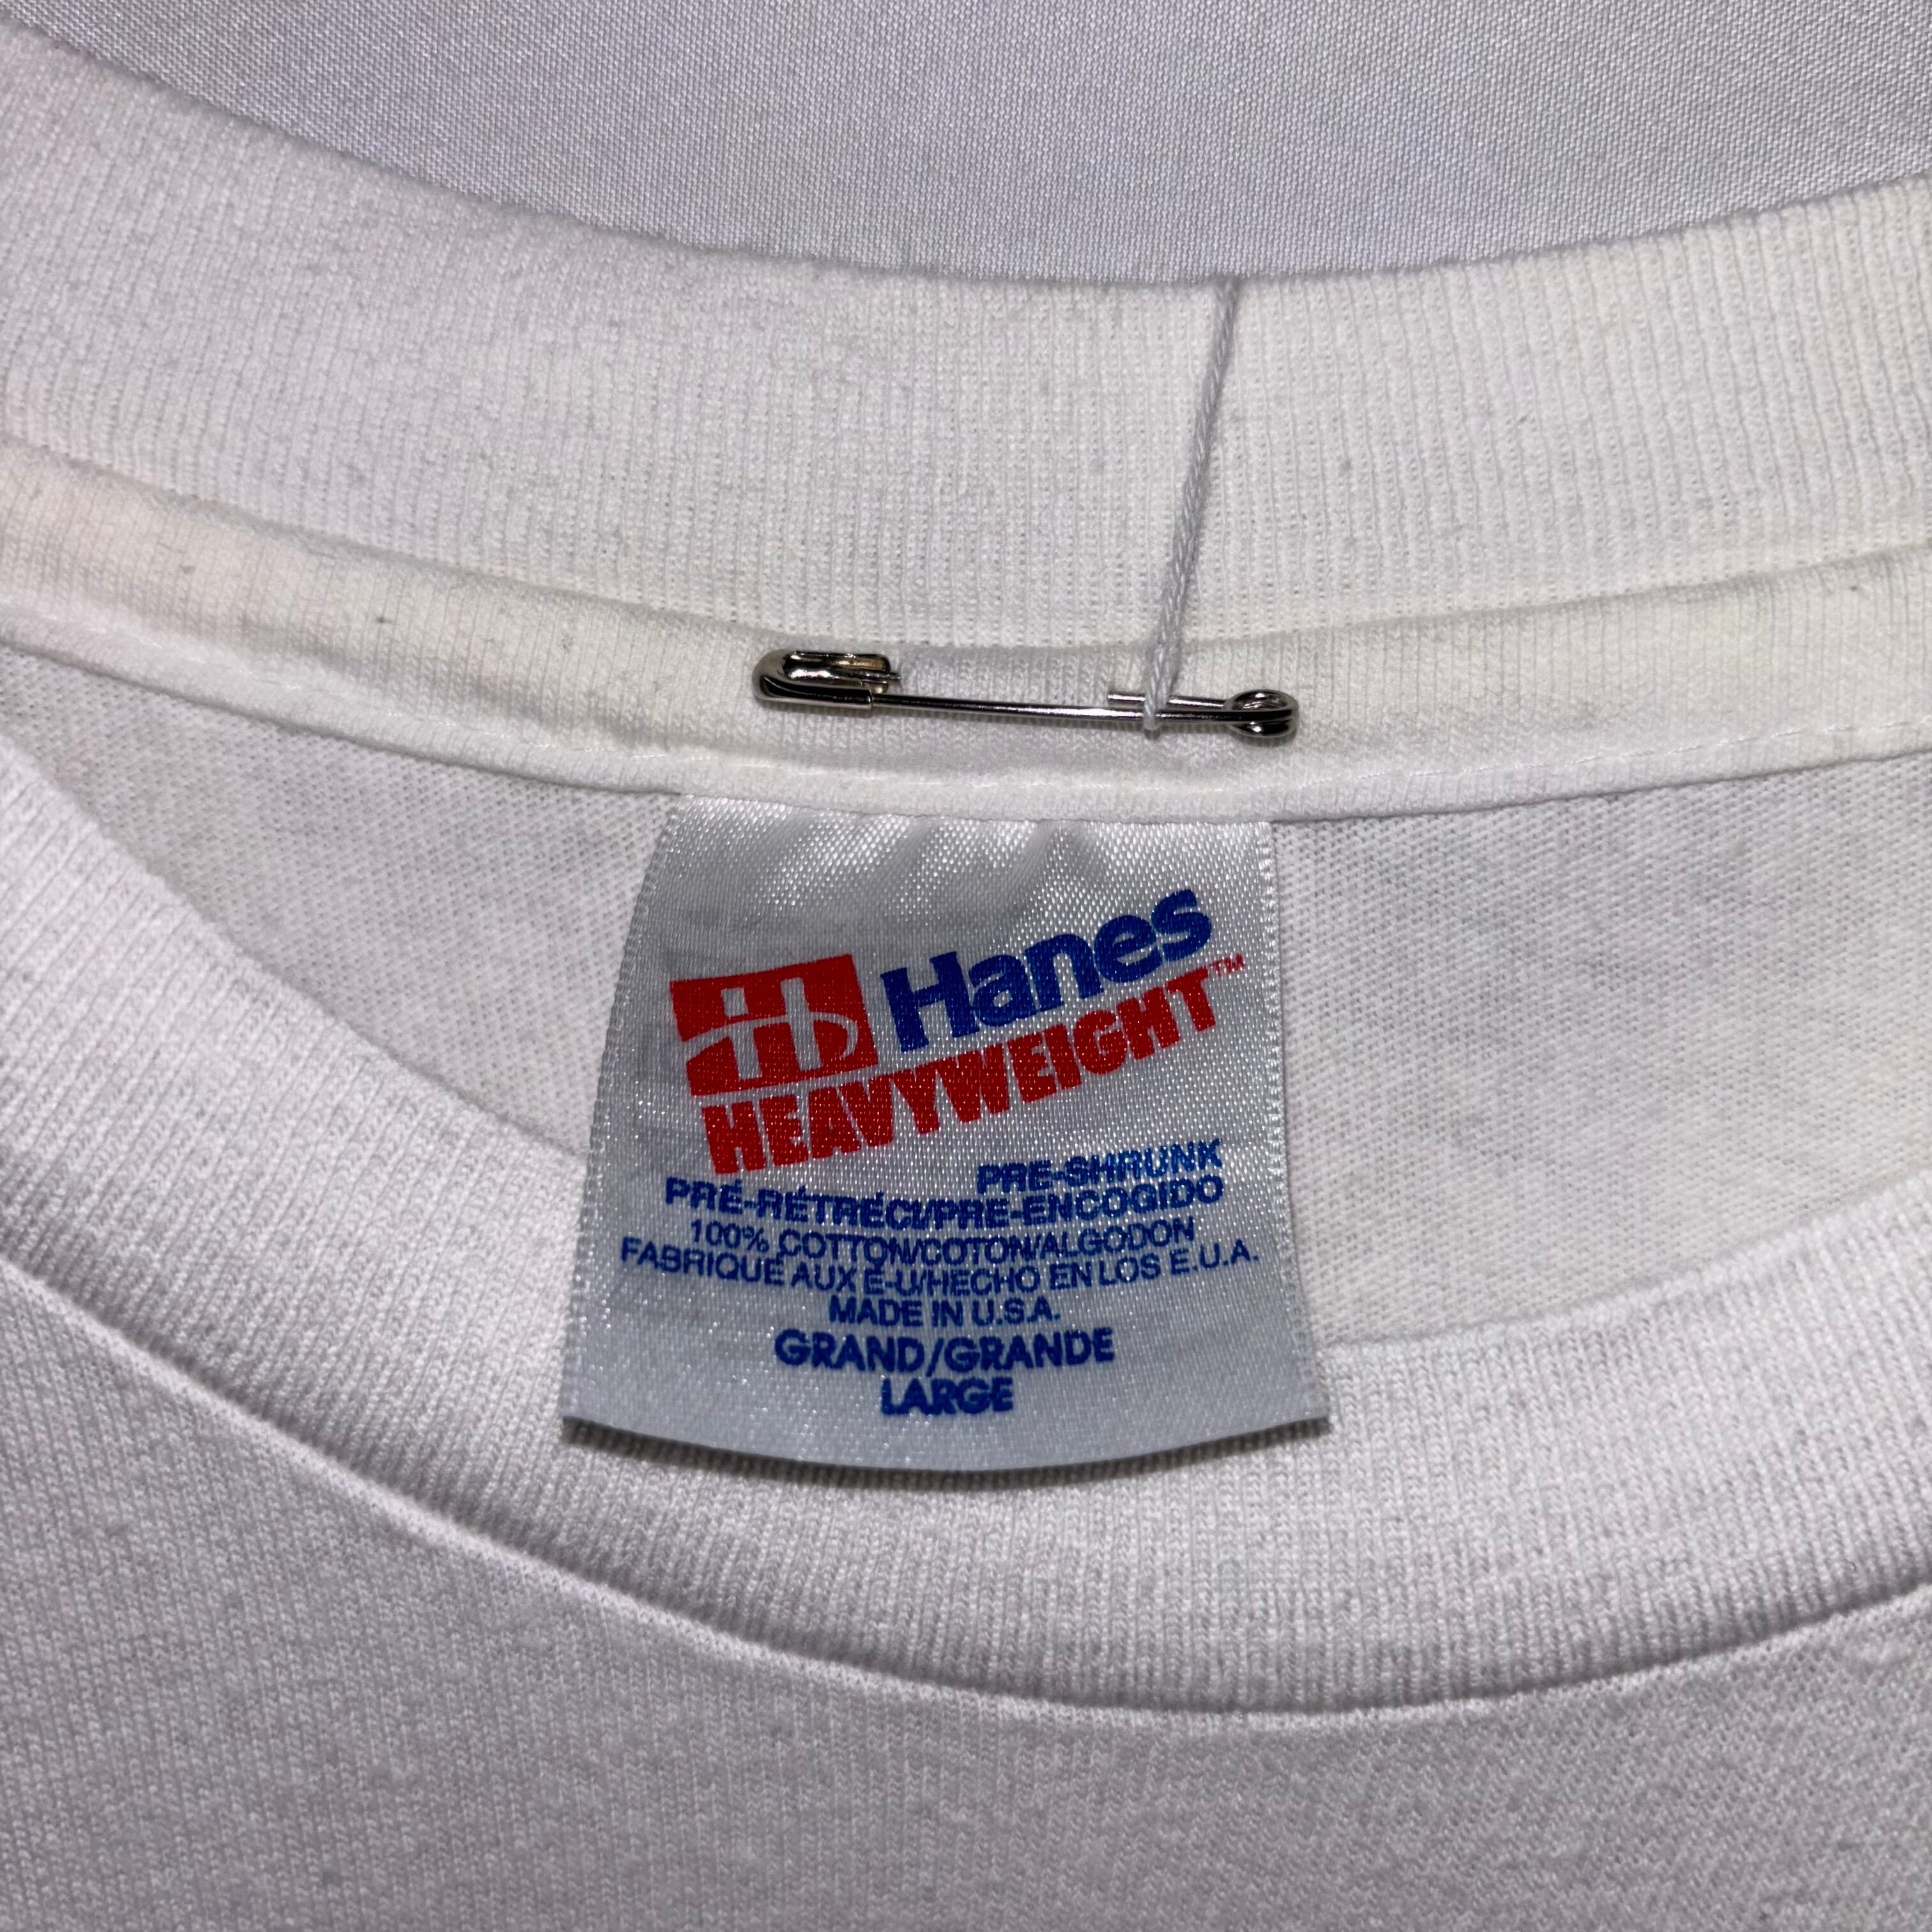 Hanes
HEAVYWEIGHT™
PRE-SHRUNK
PRÉ-RÉTRÉCI/PRE-ENCOGIDO
100% COTTON/COTON/ALGODON
FABRIQUÉ AUX É-U/HECHO EN LOS E.U.A.
MADE IN U.S.A.
GRAND/GRANDE
LARGE